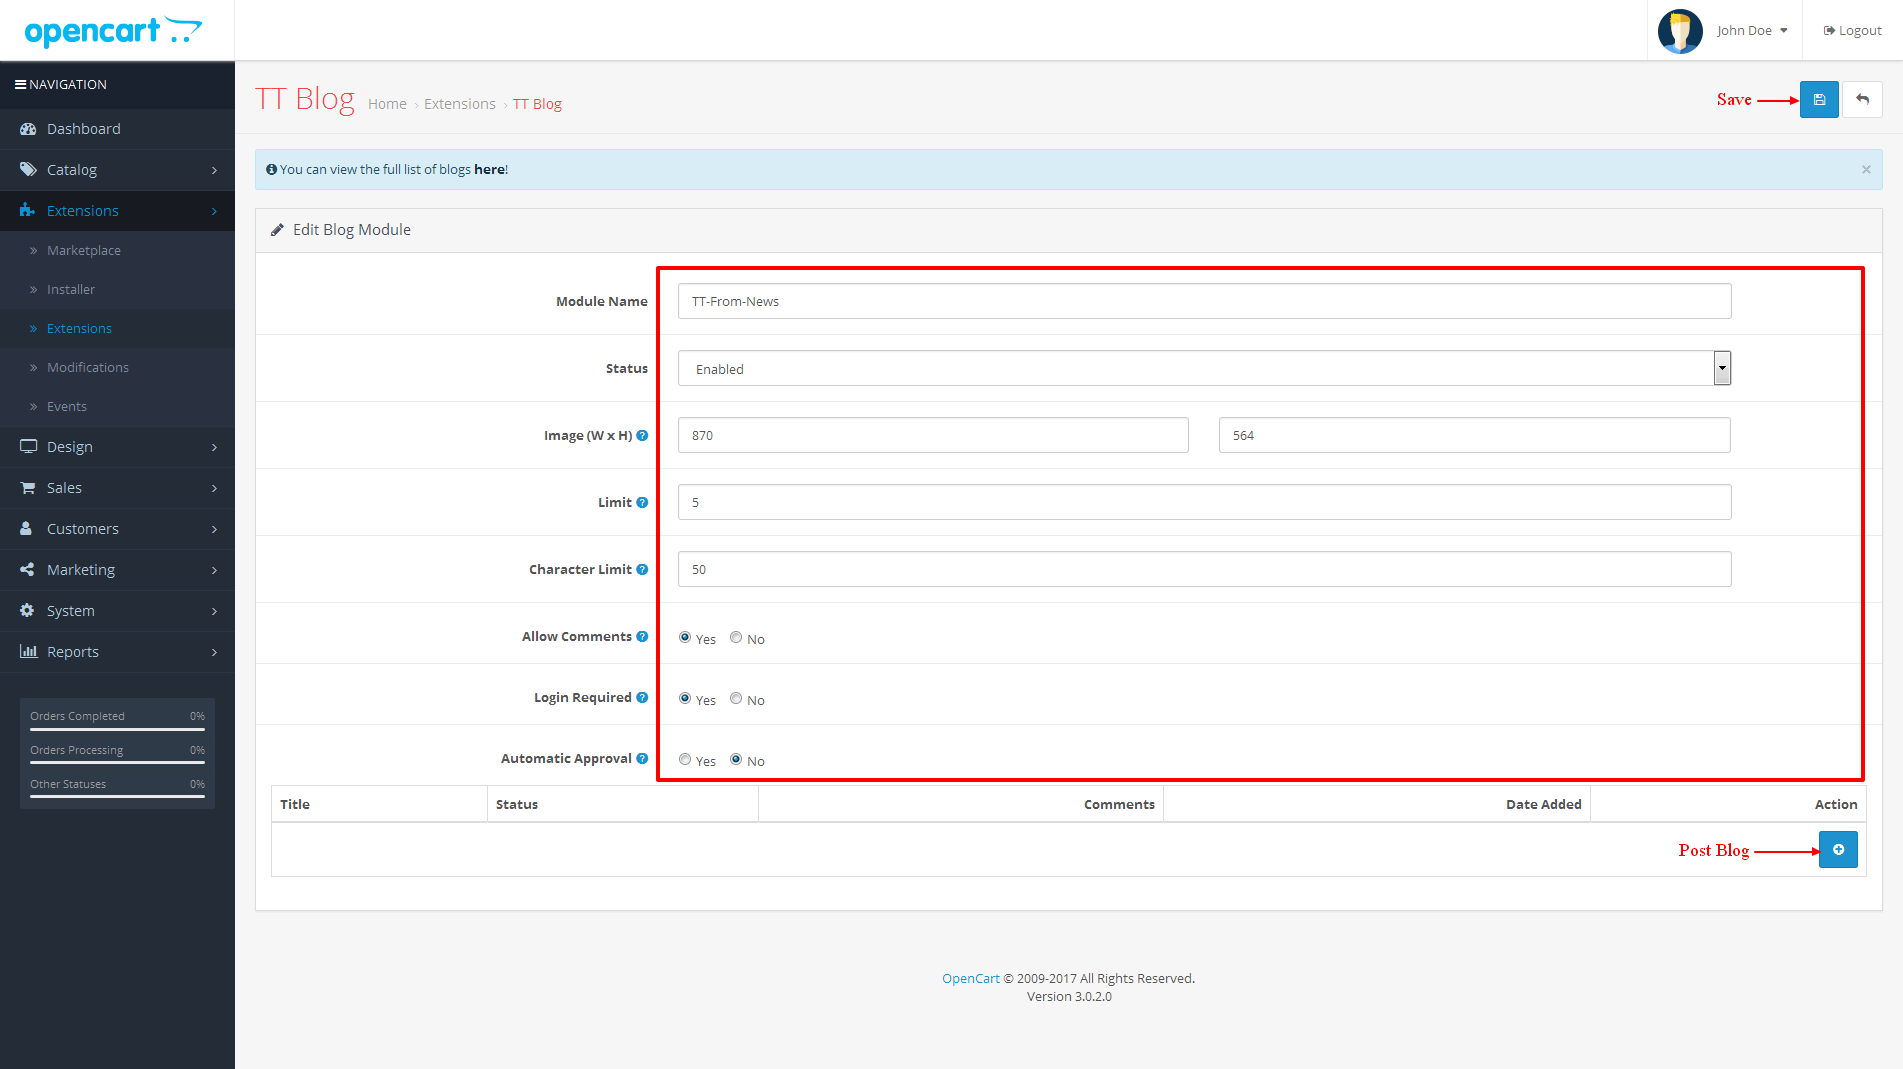 opencart
John Doe
Logout
NAVIGATION
Dashboard
Catalog
Extensions
Marketplace
Installer
Extensions
Modifications
Events
Design
Sales
Customers
Marketing
System
Reports
Orders Completed 0%
Orders Processing 0%
Other Statuses 0%
TT Blog Home › Extensions › TT Blog
Save
You can view the full list of blogs here!
×
Edit Blog Module
Module Name TT-From-News
Status Enabled
Image (W x H) ? 870 564
Limit ? 5
Character Limit ? 50
Allow Comments ? Yes No
Login Required ? Yes No
Automatic Approval ? Yes No
Title Status Comments Date Added Action
Post Blog
OpenCart © 2009-2017 All Rights Reserved.
Version 3.0.2.0